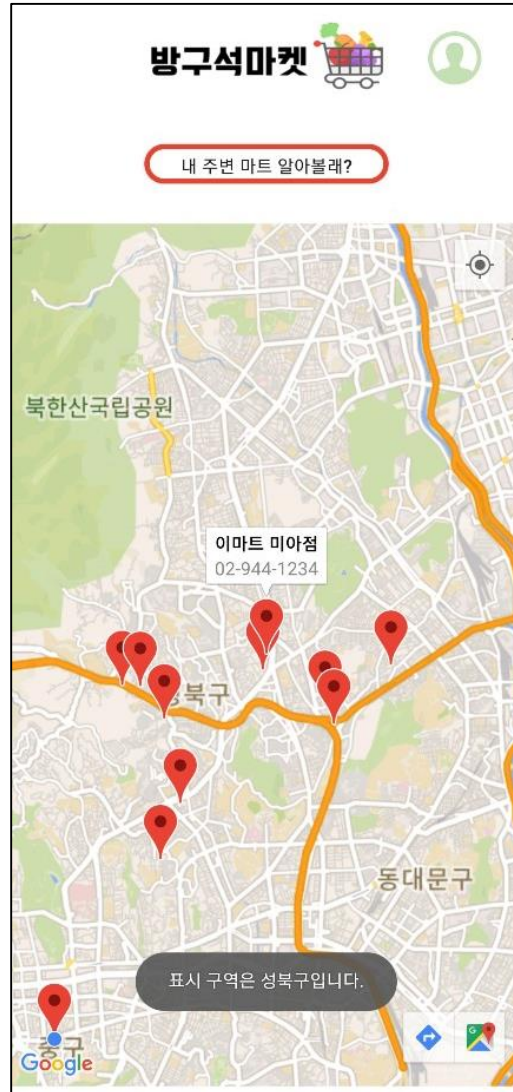 방구석마켓
내 주변 마트 알아볼래?
북한산국립공원
이마트 미아점
02-944-1234
북구
동대문구
표시 구역은 성북구입니다.
중구
Google